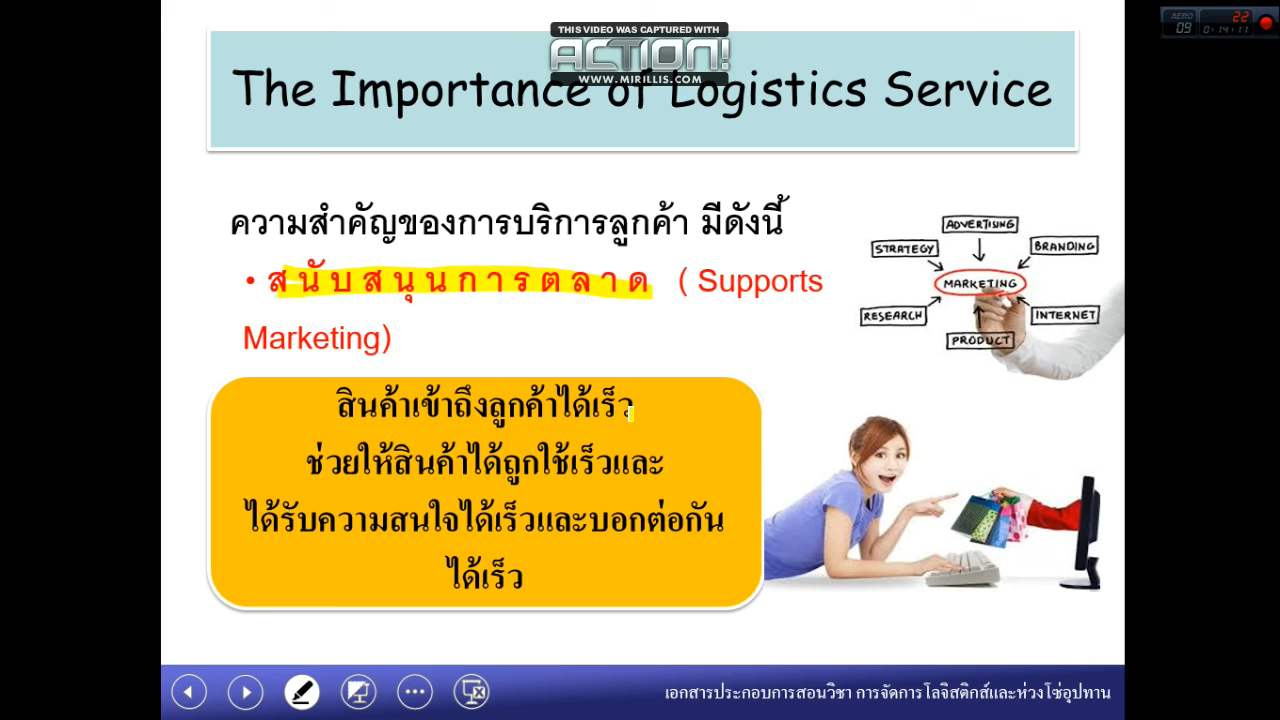 THIS VIDEO WAS CAPTURED WITH
ACTION!
WWW.MIRILLIS.COM
AERO
09
22
0:14:11
The Importance of Logistics Service
ความสำคัญของการบริการลูกค้า มีดังนี้
• สนับสนุนการตลาด ( Supports
Marketing)
ADVERTISING
STRATEGY
BRANDING
MARKETING
RESEARCH
INTERNET
PRODUCT
สินค้าเข้าถึงลูกค้าได้เร็ว
ช่วยให้สินค้าได้ถูกใช้เร็วและ
ได้รับความสนใจได้เร็วและบอกต่อกัน
ได้เร็ว
เอกสารประกอบการสอนวิชา การจัดการโลจิสติกส์และห่วงโซ่อุปทาน